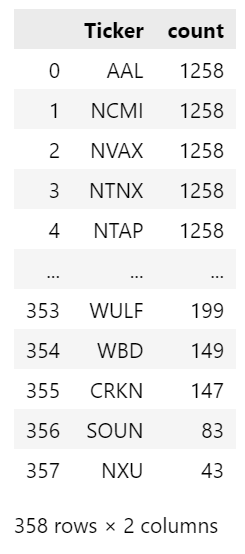 Ticker count
0 AAL 1258
1 NCMI 1258
2 NVAX 1258
3 NTNX 1258
4 NTAP 1258
... ... ...
353 WULF 199
354 WBD 149
355 CRKN 147
356 SOUN 83
357 NXU 43
358 rows × 2 columns